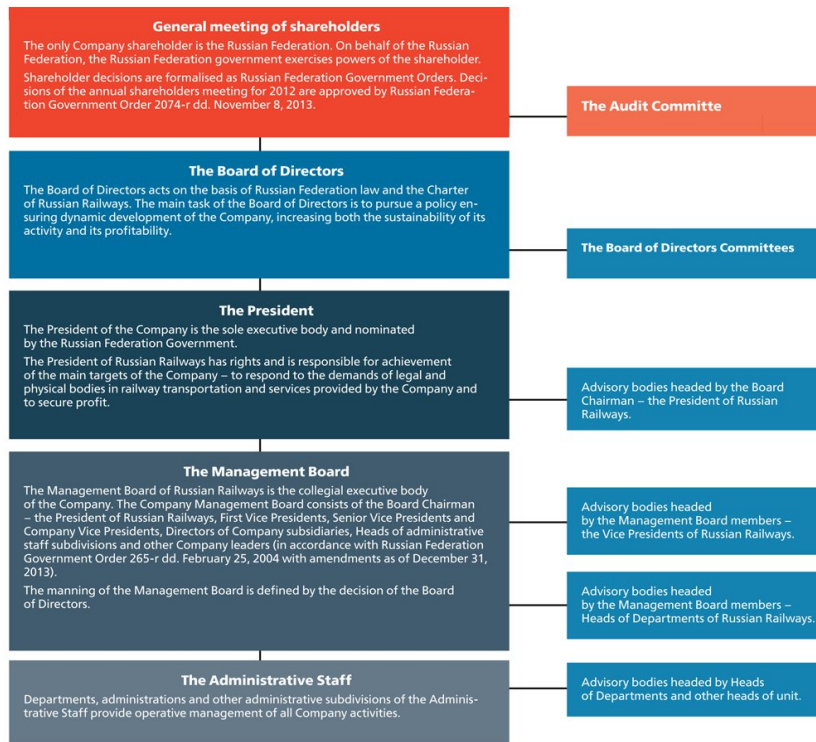 General meeting of shareholders
The only Company shareholder is the Russian Federation. On behalf of the Russian
Federation, the Russian Federation government exercises powers of the shareholder.
Shareholder decisions are formalised as Russian Federation Government Orders. Deci-
sions of the annual shareholders meeting for 2012 are approved by Russian Federa-
tion Government Order 2074-r dd. November 8, 2013.
The Audit Committee
The Board of Directors
The Board of Directors acts on the basis of Russian Federation law and the Charter
of Russian Railways. The main task of the Board of Directors is to pursue a policy en-
suring dynamic development of the Company, increasing both the sustainability of its
activity and its profitability.
The Board of Directors Committees
The President
The President of the Company is the sole executive body and nominated
by the Russian Federation Government.
The President of Russian Railways has rights and is responsible for achievement
of the main targets of the Company – to respond to the demands of legal and
physical bodies in railway transportation and services provided by the Company and
to secure profit.
Advisory bodies headed by the Board
Chairman – the President of Russian
Railways.
The Management Board
The Management Board of Russian Railways is the collegial executive body
of the Company. The Company Management Board consists of the Board Chairman
– the President of Russian Railways, First Vice Presidents, Senior Vice Presidents and
Company Vice Presidents, Directors of Company subsidiaries, Heads of administrative
staff subdivisions and other Company leaders (in accordance with Russian Federation
Government Order 265-r dd. February 25, 2004 with amendments as of December 31,
2013).
The manning of the Management Board is defined by the decision of the Board
of Directors.
Advisory bodies headed
by the Management Board members –
the Vice Presidents of Russian Railways.
Advisory bodies headed
by the Management Board members –
Heads of Departments of Russian Railways.
The Administrative Staff
Departments, administrations and other administrative subdivisions of the Adminis-
trative Staff provide operative management of all Company activities.
Advisory bodies headed by Heads
of Departments and other heads of unit.